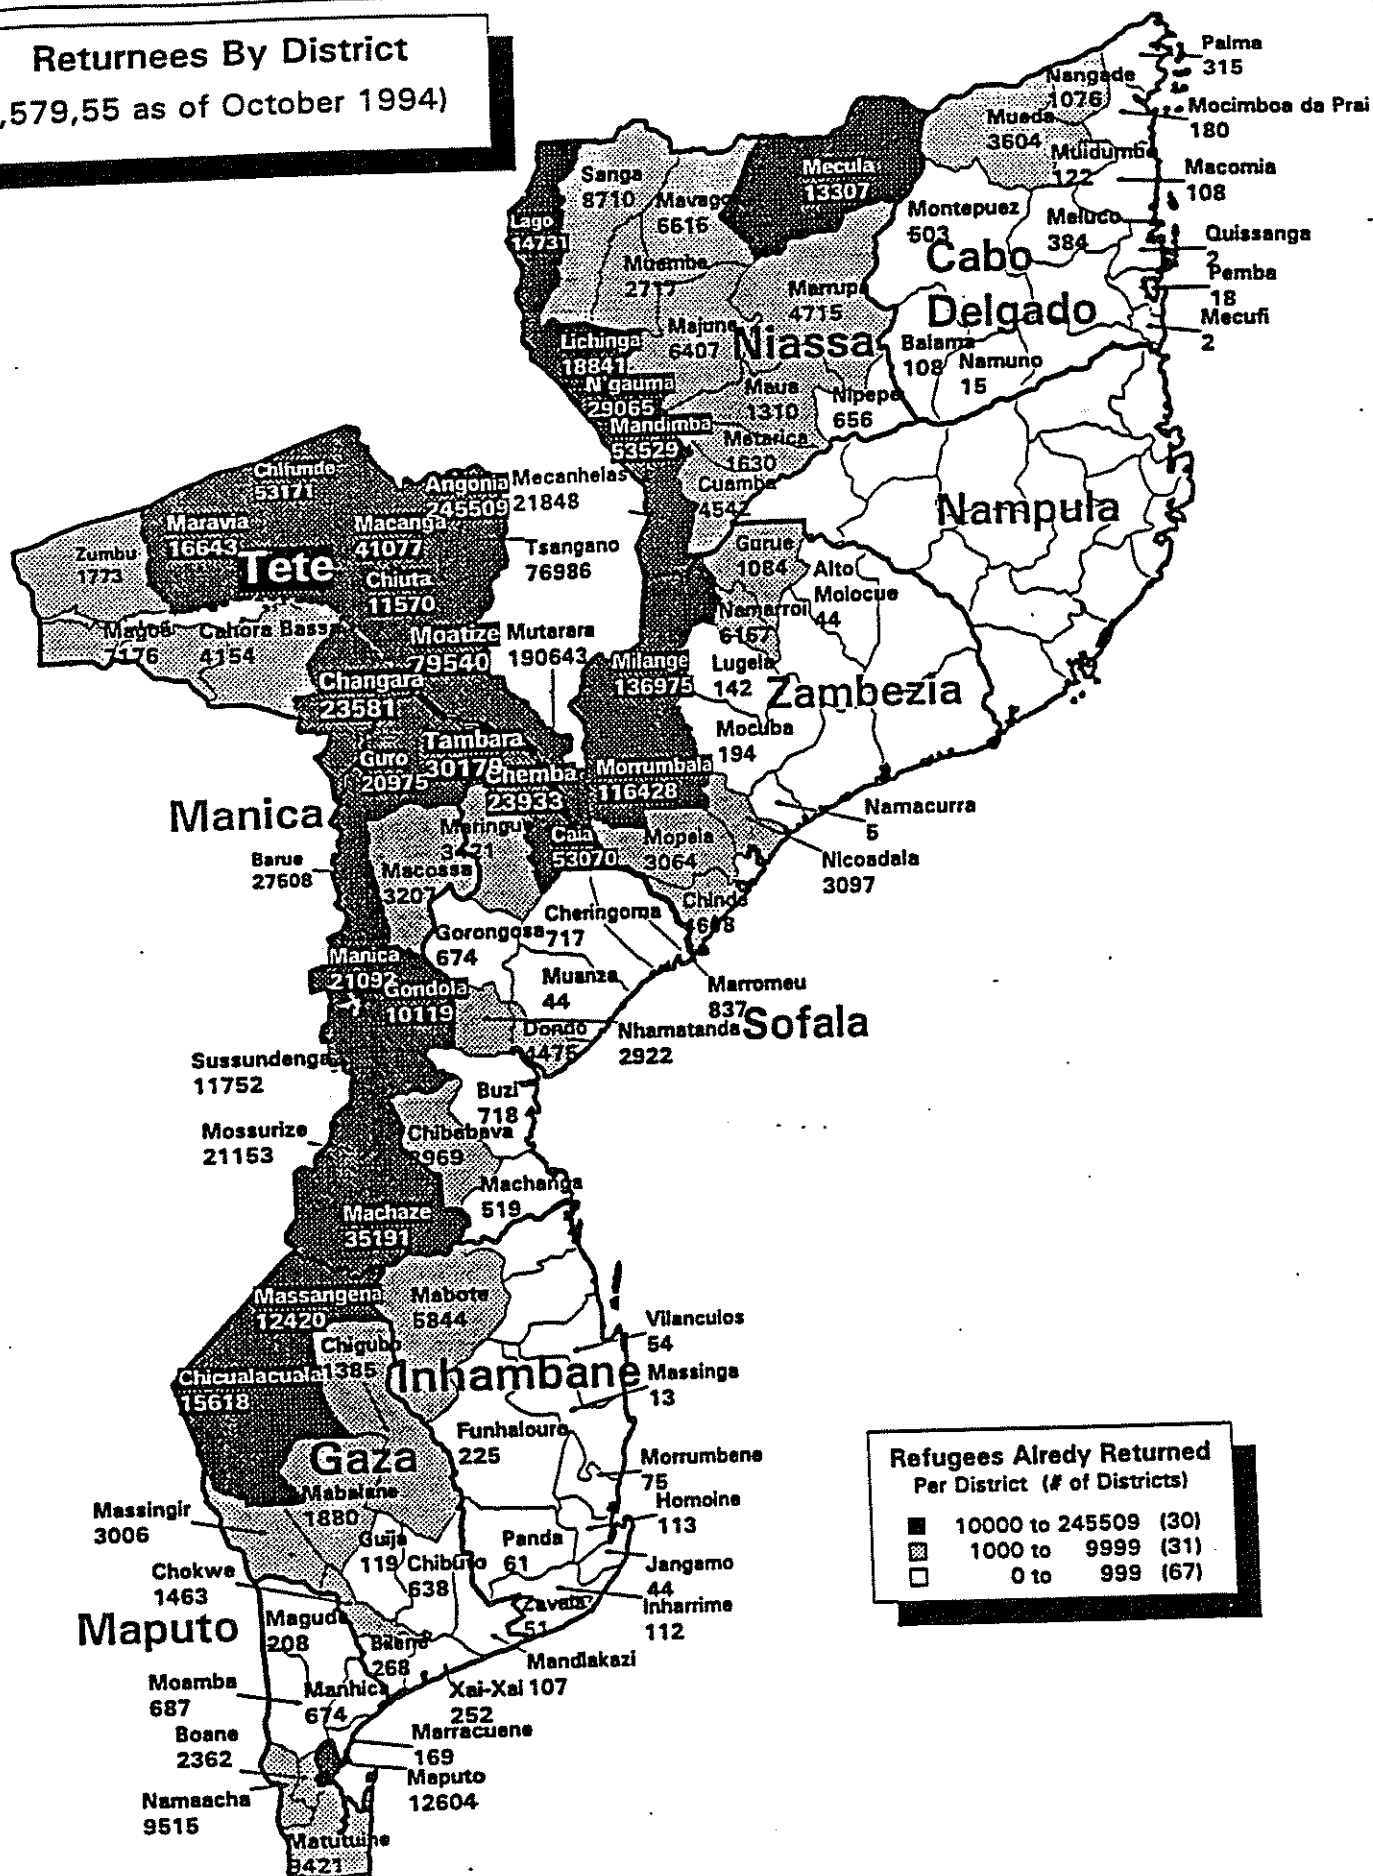 Returnees By District
,579,55 as of October 1994)
Palma
315
Nangade
1076
Mocimboa da Prai
180
Mueda
3604
Muidumbe
122
Macomia
108
Mecula
13307
Sanga
8710
Mavago
6616
Lago
14731
Montepuez
603
Meluco
384
Quissanga
2
Cabo
Delgado
Pemba
18
Mecufi
2
Muembe
2717
Marrupa
4715
Majune
6407
Niassa
Lichinga
18841
Balama
108
Namuno
15
N'gauma
29065
Maua
1310
Nipepe
656
Mandimba
53529
Metarica
1630
Cuamba
4542
Nampula
Chifunde
53171
Angonia
245509
Mecanhelas
21848
Maravia
16643
Macanga
41077
Zumbu
1773
Tete
Tsangano
76986
Chiuta
11570
Gurue
1084
Alto
Molocue
44
Namarroi
6167
Magoe
7176
Cahora Bassa
4154
Moatize
79540
Mutarara
190643
Milange
136975
Lugela
142
Zambezia
Changara
23581
Mocuba
194
Tambara
30179
Guro
20975
Chemba
23933
Morrumbala
116428
Manica
Namacurra
5
Nicoadala
3097
Maringue
Caia
53070
Mopeia
3064
Barue
27608
Macossa
3207
Chinde
Cheringoma
717
Gorongosa
674
Manica
21092
Muanza
44
Marromeu
837
Gondola
10119
Sofala
Dondo
4475
Nhamatanda
2922
Sussundenga
11752
Buzi
718
Mossurize
21153
Chibabava
Machanga
519
Machaze
35191
Massangena
12420
Mabote
5844
Vilanculos
54
Chigubo
1385
Inhambane
Chicualacuala
15618
Massinga
13
Funhalouro
225
Gaza
Morrumbene
75
Mabalane
1880
Massingir
3006
Homoine
113
Guija
119
Chibuto
638
Panda
61
Chokwe
1463
Jangamo
44
Inharrime
112
Zavala
51
Maputo
Magude
208
Bilene
268
Mandlakazi
107
Moamba
687
Manhica
674
Xai-Xai
252
Boane
2362
Marracuene
169
Maputo
12604
Namaacha
9515
Matutuine
Refugees Alredy Returned
Per District (# of Districts)
10000 to 245509 (30)
1000 to 9999 (31)
0 to 999 (67)